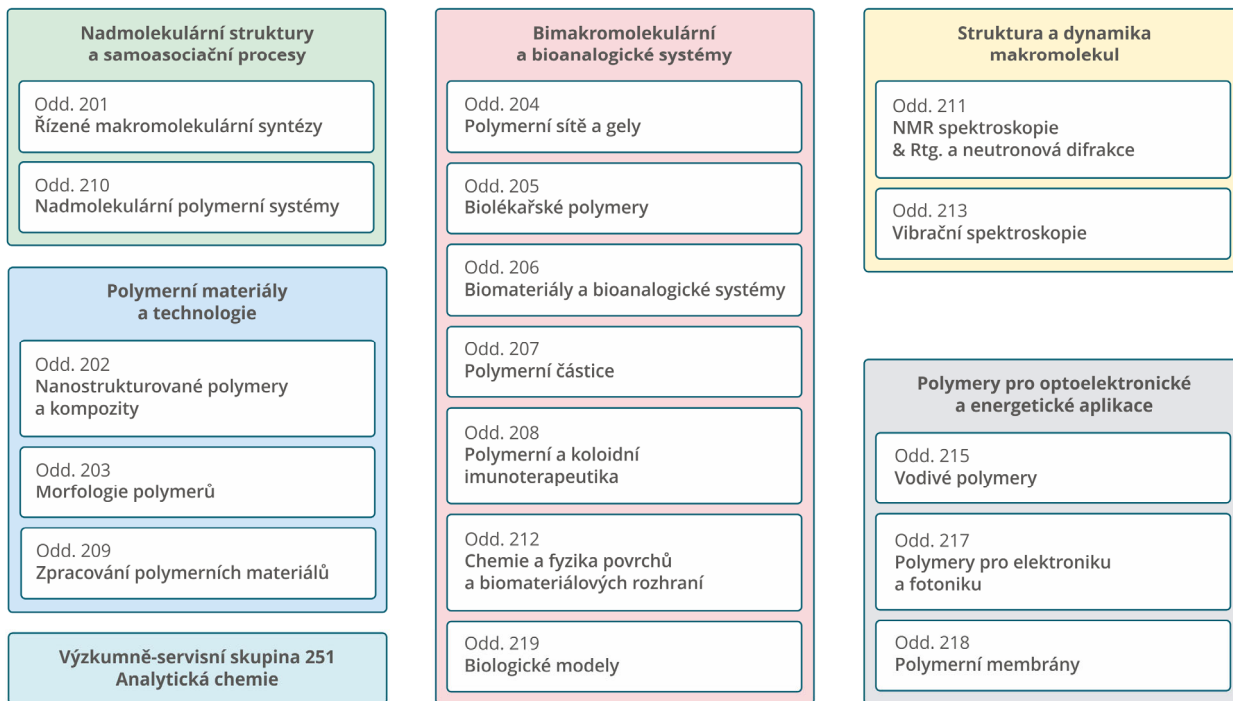 Nadmolekulární struktury
a samoasociační procesy
Odd. 201
Řízené makromolekulární syntézy
Odd. 210
Nadmolekulární polymerní systémy
Polymerní materiály
a technologie
Odd. 202
Nanostrukturované polymery
a kompozity
Odd. 203
Morfologie polymerů
Odd. 209
Zpracování polymerních materiálů
Výzkumně-servisní skupina 251
Analytická chemie
Bimakromolekulární
a bioanalogické systémy
Odd. 204
Polymerní sítě a gely
Odd. 205
Biolékařské polymery
Odd. 206
Biomateriály a bioanalogické systémy
Odd. 207
Polymerní částice
Odd. 208
Polymerní a koloidní
imunoterapeutika
Odd. 212
Chemie a fyzika povrchů
a biomateriálových rozhraní
Odd. 219
Biologické modely
Struktura a dynamika
makromolekul
Odd. 211
NMR spektroskopie
& Rtg. a neutronová difrakce
Odd. 213
Vibrační spektroskopie
Polymery pro optoelektronické
a energetické aplikace
Odd. 215
Vodivé polymery
Odd. 217
Polymery pro elektroniku
a fotoniku
Odd. 218
Polymerní membrány